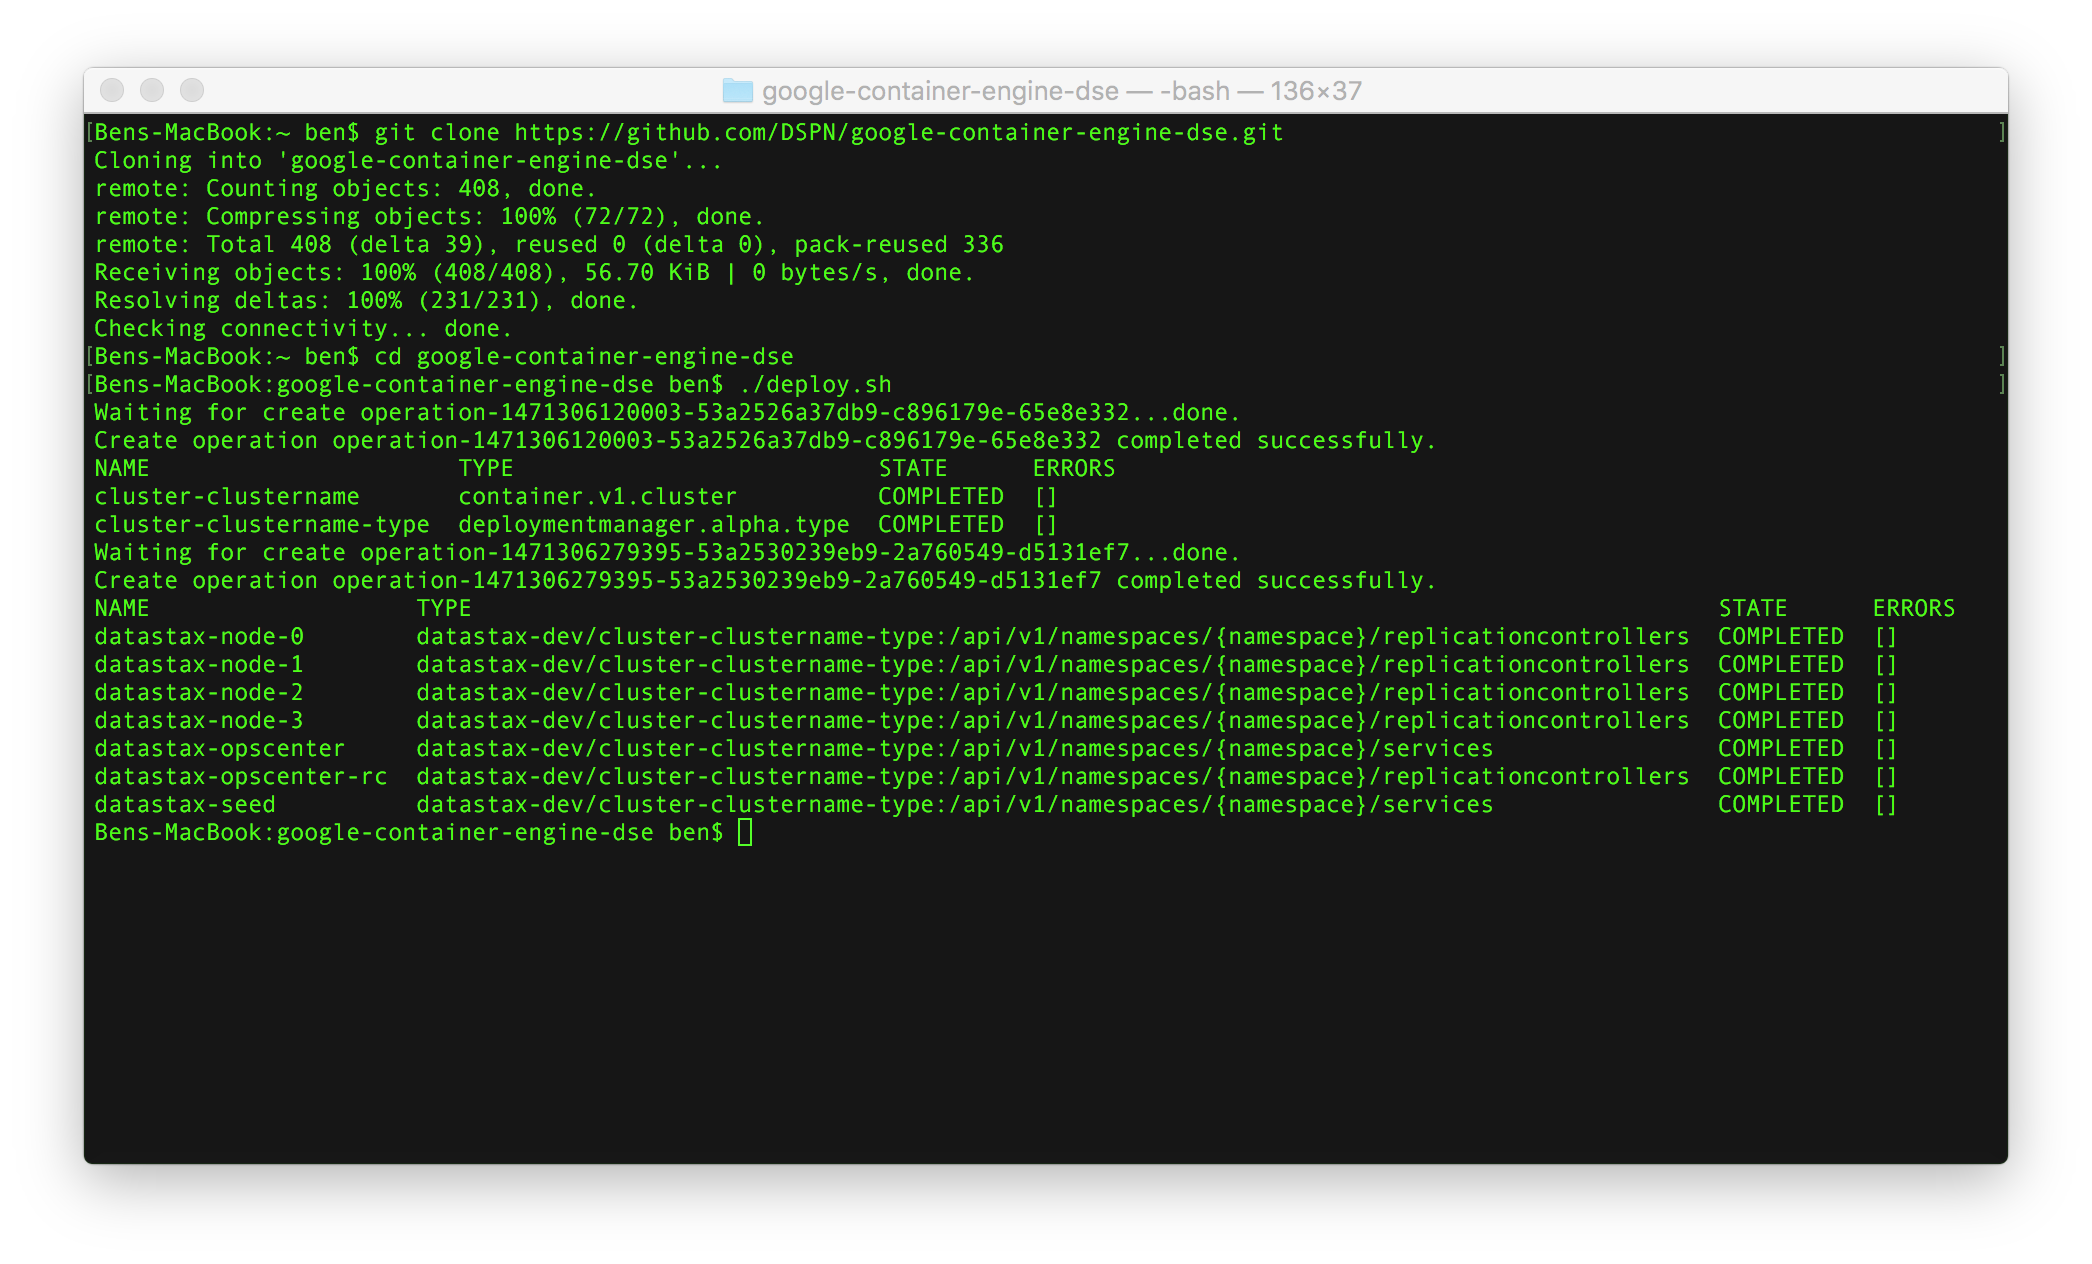 google-container-engine-dse — -bash — 136×37
[Bens-MacBook:~ ben$ git clone https://github.com/DSPN/google-container-engine-dse.git ]
Cloning into 'google-container-engine-dse'...
remote: Counting objects: 408, done.
remote: Compressing objects: 100% (72/72), done.
remote: Total 408 (delta 39), reused 0 (delta 0), pack-reused 336
Receiving objects: 100% (408/408), 56.70 KiB | 0 bytes/s, done.
Resolving deltas: 100% (231/231), done.
Checking connectivity... done.
[Bens-MacBook:~ ben$ cd google-container-engine-dse ]
[Bens-MacBook:google-container-engine-dse ben$ ./deploy.sh ]
Waiting for create operation-1471306120003-53a2526a37db9-c896179e-65e8e332...done.
Create operation operation-1471306120003-53a2526a37db9-c896179e-65e8e332 completed successfully.
NAME TYPE STATE ERRORS
cluster-clustername container.v1.cluster COMPLETED []
cluster-clustername-type deploymentmanager.alpha.type COMPLETED []
Waiting for create operation-1471306279395-53a2530239eb9-2a760549-d5131ef7...done.
Create operation operation-1471306279395-53a2530239eb9-2a760549-d5131ef7 completed successfully.
NAME TYPE STATE ERRORS
datastax-node-0 datastax-dev/cluster-clustername-type:/api/v1/namespaces/{namespace}/replicationcontrollers COMPLETED []
datastax-node-1 datastax-dev/cluster-clustername-type:/api/v1/namespaces/{namespace}/replicationcontrollers COMPLETED []
datastax-node-2 datastax-dev/cluster-clustername-type:/api/v1/namespaces/{namespace}/replicationcontrollers COMPLETED []
datastax-node-3 datastax-dev/cluster-clustername-type:/api/v1/namespaces/{namespace}/replicationcontrollers COMPLETED []
datastax-opscenter datastax-dev/cluster-clustername-type:/api/v1/namespaces/{namespace}/services COMPLETED []
datastax-opscenter-rc datastax-dev/cluster-clustername-type:/api/v1/namespaces/{namespace}/replicationcontrollers COMPLETED []
datastax-seed datastax-dev/cluster-clustername-type:/api/v1/namespaces/{namespace}/services COMPLETED []
Bens-MacBook:google-container-engine-dse ben$